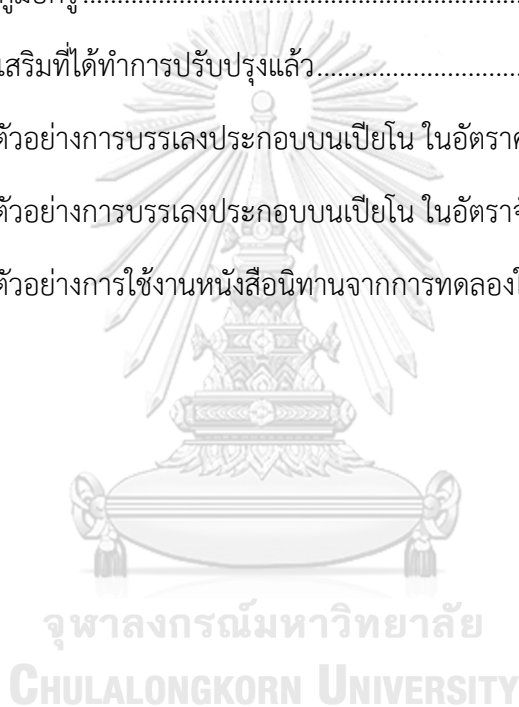 คู่มือครู................................................
เสริมที่ได้ทำการปรับปรุงแล้ว..........................
ตัวอย่างการบรรเลงประกอบบนเปียโน ในอัตรา
ตัวอย่างการบรรเลงประกอบบนเปียโน ในอัตรา
ตัวอย่างการใช้งานหนังสือนิทานจากการทดลอง
จุฬาลงกรณ์มหาวิทยาลัย
CHULALONGKORN UNIVERSITY